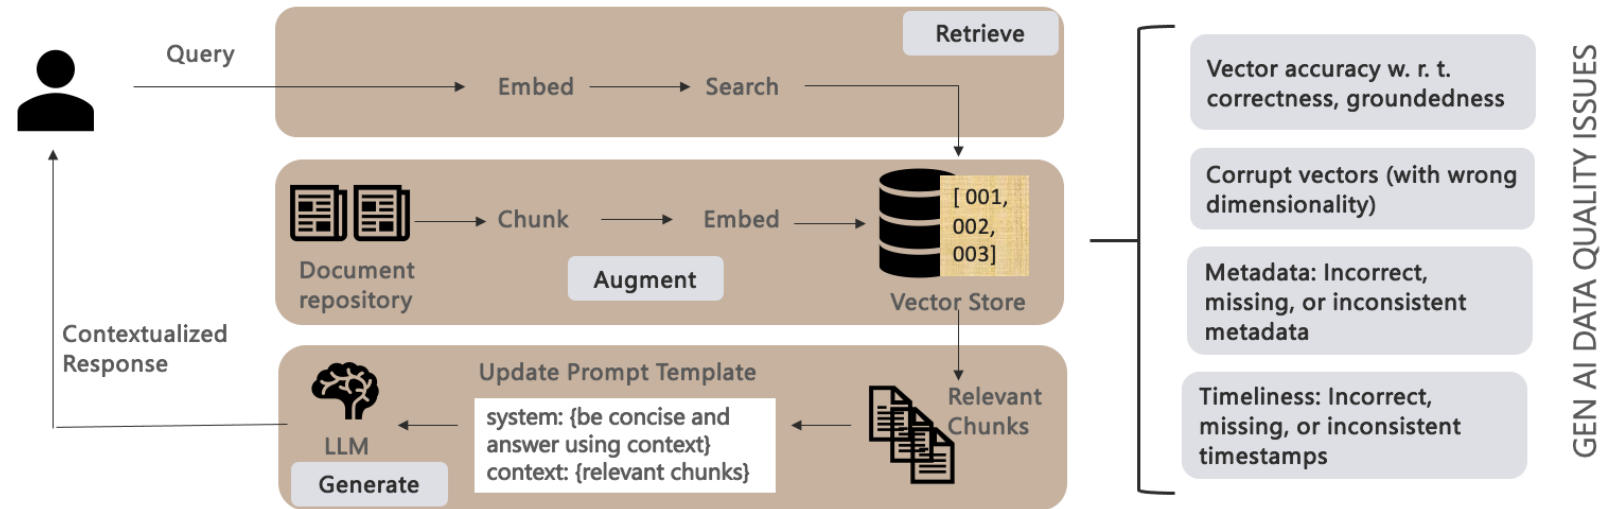 Query
Retrieve
Embed
Search
Document
repository
Chunk
Embed
Augment
[ 001,
002,
003]
Vector Store
Contextualized
Response
LLM
Generate
Update Prompt Template
system: {be concise and
answer using context}
context: {relevant chunks}
Relevant
Chunks
Vector accuracy w. r. t.
correctness, groundedness
Corrupt vectors (with wrong
dimensionality)
Metadata: Incorrect,
missing, or inconsistent
metadata
Timeliness: Incorrect,
missing, or inconsistent
timestamps
GEN AI DATA QUALITY ISSUES